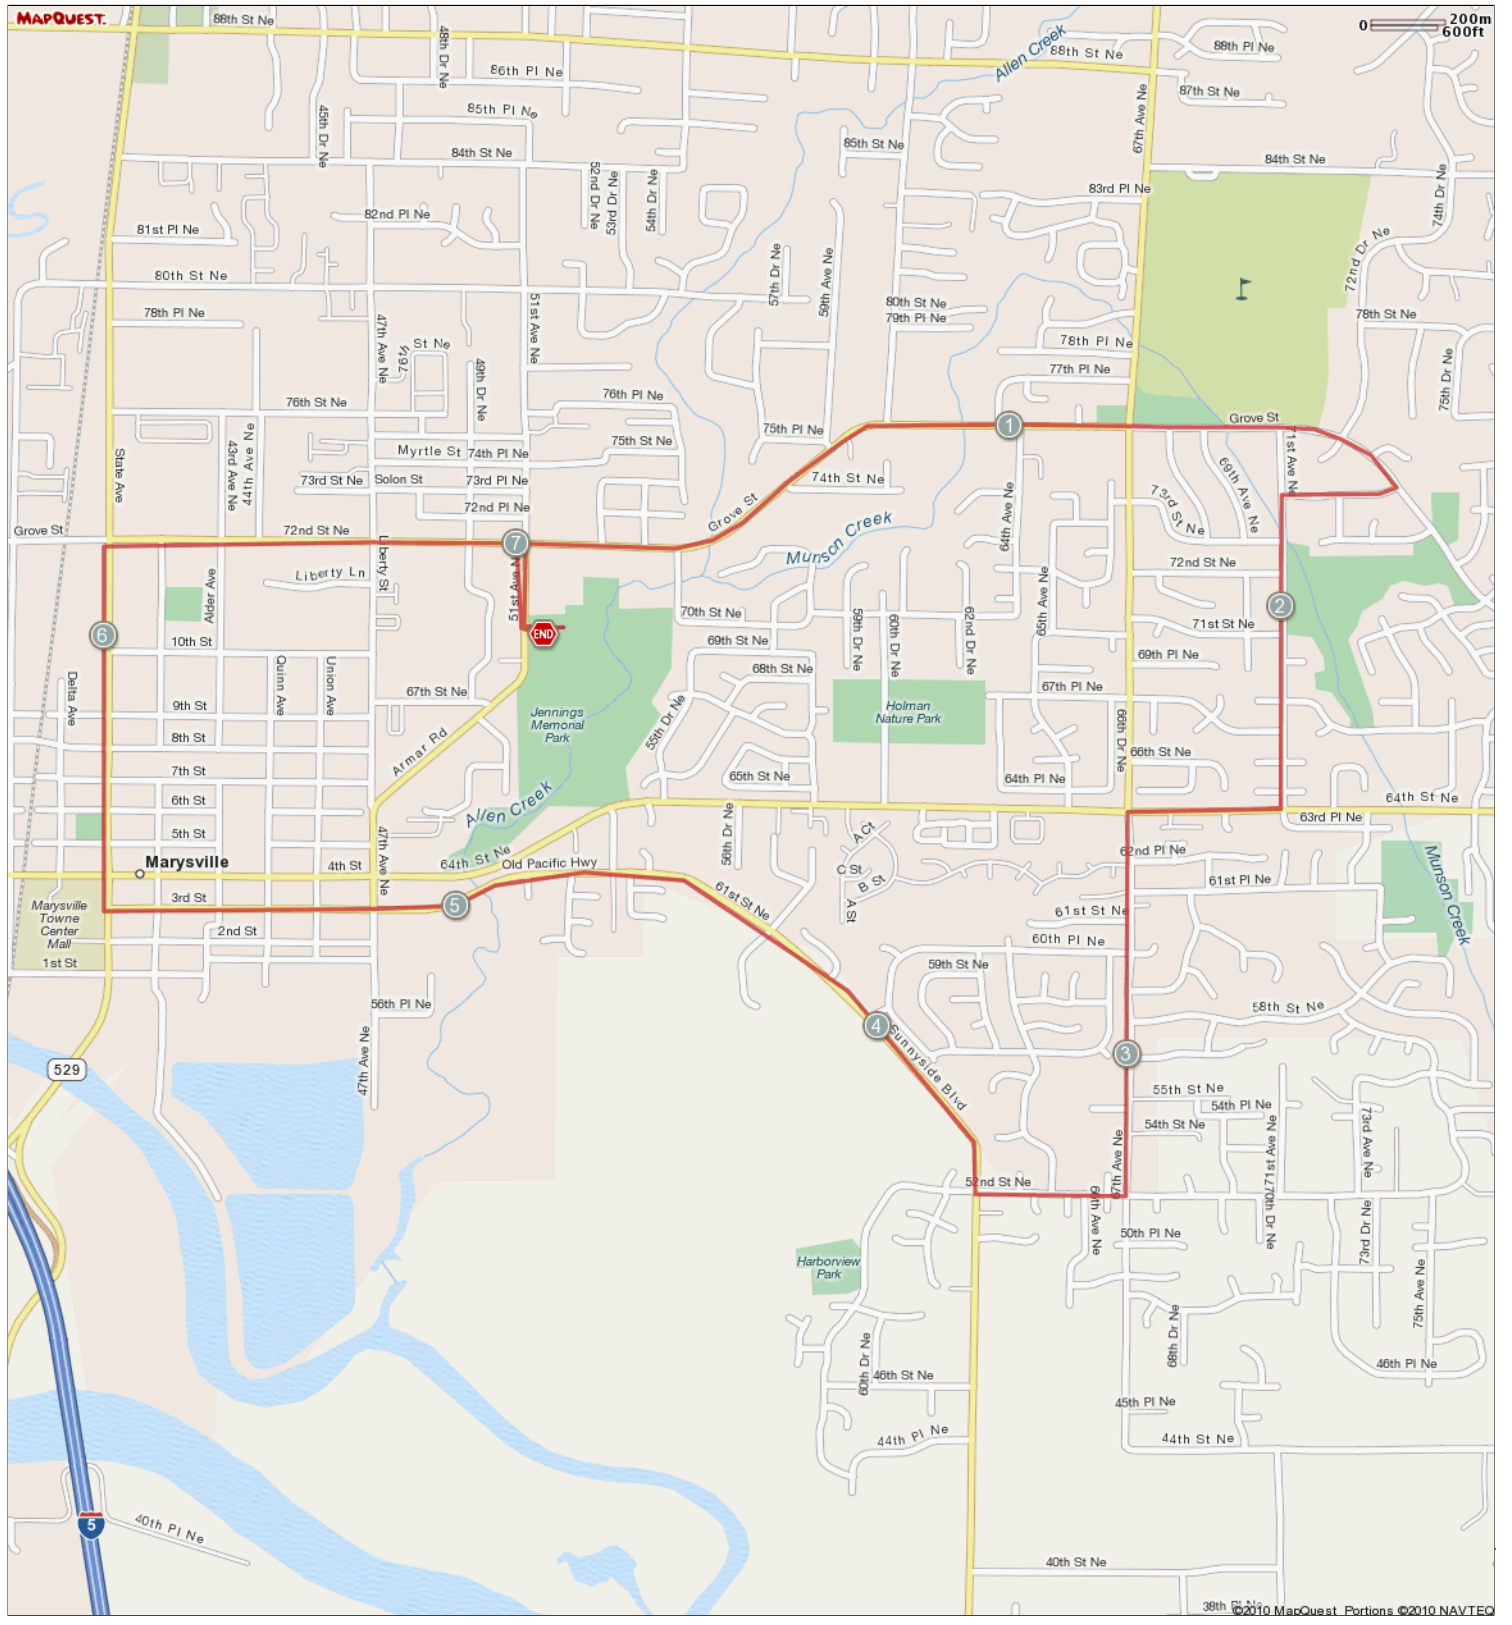 MAPQUEST.
88th St Ne
48th Dr Ne
Allen Creek
88th St Ne
88th Pl Ne
0 200m
600ft
86th Pl Ne
87th St Ne
67th Ave Ne
85th Pl Ne
45th Dr Ne
85th St Ne
84th St Ne
84th St Ne
52nd Dr Ne
53rd Dr Ne
54th Dr Ne
83rd Pl Ne
74th Dr Ne
82nd Pl Ne
81st Pl Ne
72nd Dr Ne
80th St Ne
57th Dr Ne
59th Ave Ne
51st Ave Ne
80th St Ne
79th Pl Ne
78th Pl Ne
78th St Ne
47th Ave Ne
St Ne
49th Dr Ne
78th Pl Ne
77th Pl Ne
75th Dr Ne
76th St Ne
76th Pl Ne
Grove St
1
75th Pl Ne
75th St Ne
43rd Ave Ne
44th Ave Ne
Myrtle St
74th Pl Ne
71st Ave Ne
69th Ave Ne
State Ave
73rd St Ne
Solon St
73rd Pl Ne
74th St Ne
73rd St Ne
72nd Pl Ne
Grove St
Munson Creek
64th Ave Ne
Grove St
72nd St Ne
7
Liberty St
Liberty Ln
51st Ave Ne
72nd St Ne
Alder Ave
65th Ave Ne
2
70th St Ne
59th Dr Ne
60th Dr Ne
62nd Dr Ne
71st St Ne
6
END
10th St
69th St Ne
69th Pl Ne
68th St Ne
Quinn Ave
Union Ave
Delta Ave
67th St Ne
67th Pl Ne
9th St
Jennings
Memorial
Park
55th Dr Ne
Holman
Nature Park
66th Dr Ne
8th St
Armar Rd
66th St Ne
7th St
65th St Ne
64th Pl Ne
6th St
Allen Creek
64th St Ne
5th St
47th Ave Ne
56th Dr Ne
A Ct
63rd Pl Ne
Marysville
4th St
64th St Ne
Old Pacific Hwy
C St
B St
62nd Pl Ne
Munson Creek
3rd St
5
61st St Ne
A St
61st Pl Ne
61st St Ne
Marysville
Towne
Center
Mall
2nd St
60th Pl Ne
1st St
59th St Ne
56th Pl Ne
58th St Ne
4
Sunnyside Blvd
3
529
47th Ave Ne
55th St Ne
54th Pl Ne
54th St Ne
71st Ave Ne
73rd Ave Ne
67th Ave Ne
52nd St Ne
66th Ave Ne
70th Dr Ne
73rd Dr Ne
50th Pl Ne
Harborview
Park
75th Ave Ne
60th Dr Ne
68th Dr Ne
46th St Ne
46th Pl Ne
45th Pl Ne
44th Pl Ne
44th St Ne
5
40th Pl Ne
40th St Ne
38th Pl Ne
©2010 MapQuest Portions ©2010 NAVTEQ